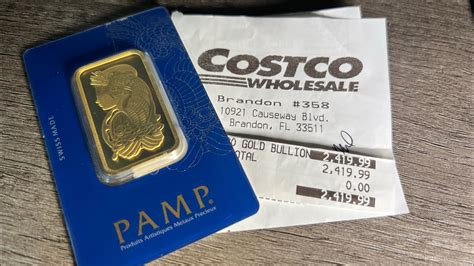 SWISS MADE
PAMP
Produits Artistiques Métaux Précieux
COSTCO
WHOLESALE
Brandon #358
10921 Causeway Blvd.
Brandon, FL 33511
GOLD BULLION 2,419.99
TOTAL 2,419.99
0.00
2,419.99